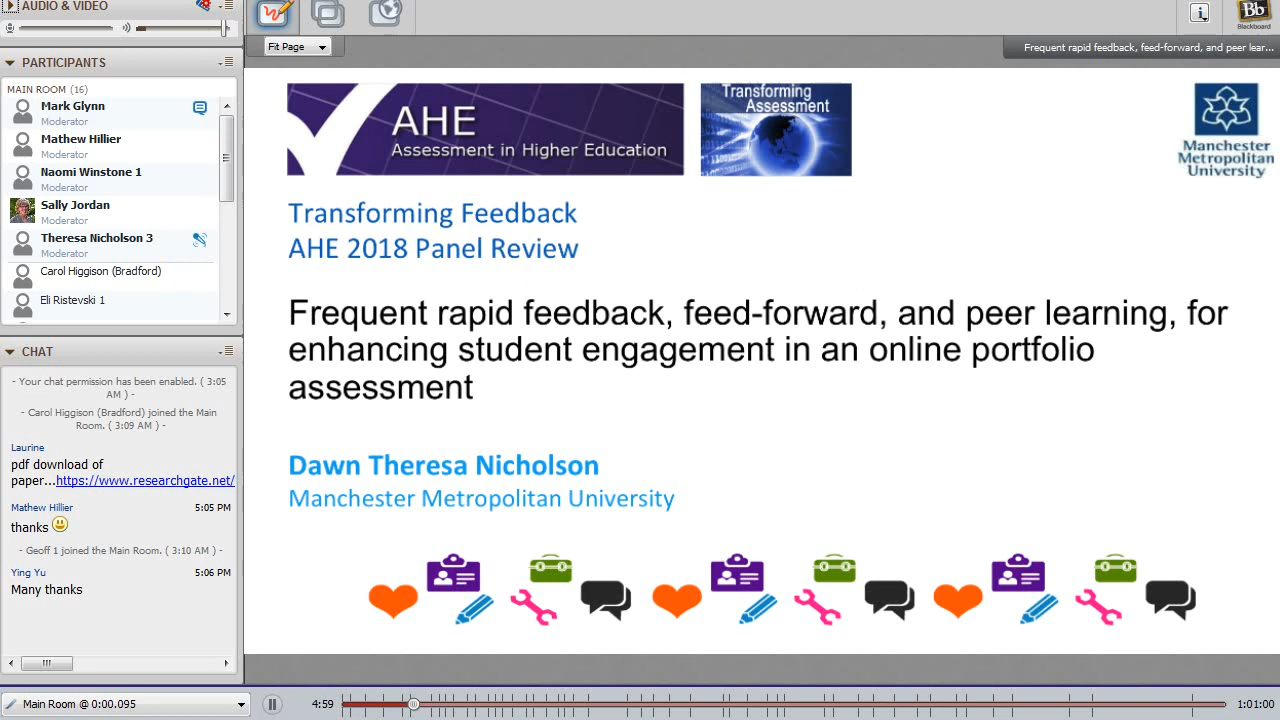 AUDIO & VIDEO
PARTICIPANTS
MAIN ROOM (16)
Mark Glynn
Moderator
Mathew Hillier
Moderator
Naomi Winstone 1
Moderator
Sally Jordan
Moderator
Theresa Nicholson 3
Moderator
Carol Higgison (Bradford)
Eli Ristevski 1
CHAT
- Your chat permission has been enabled. ( 3:05
AM ) -
- Carol Higgison (Bradford) joined the Main
Room. ( 3:09 AM ) -
Laurine
pdf download of
paper...https://www.researchgate.net/
Mathew Hillier 5:05 PM
thanks
- Geoff 1 joined the Main Room. ( 3:10 AM ) -
Ying Yu 5:06 PM
Many thanks
Main Room @ 0:00.095
Fit Page
i
Bb
Blackboard
Frequent rapid feedback, feed-forward, and peer lear...
AHE
Assessment in Higher Education
Transforming
Assessment
Manchester
Metropolitan
University
Transforming Feedback
AHE 2018 Panel Review
Frequent rapid feedback, feed-forward, and peer learning, for
enhancing student engagement in an online portfolio
assessment
Dawn Theresa Nicholson
Manchester Metropolitan University
4:59
1:01:00